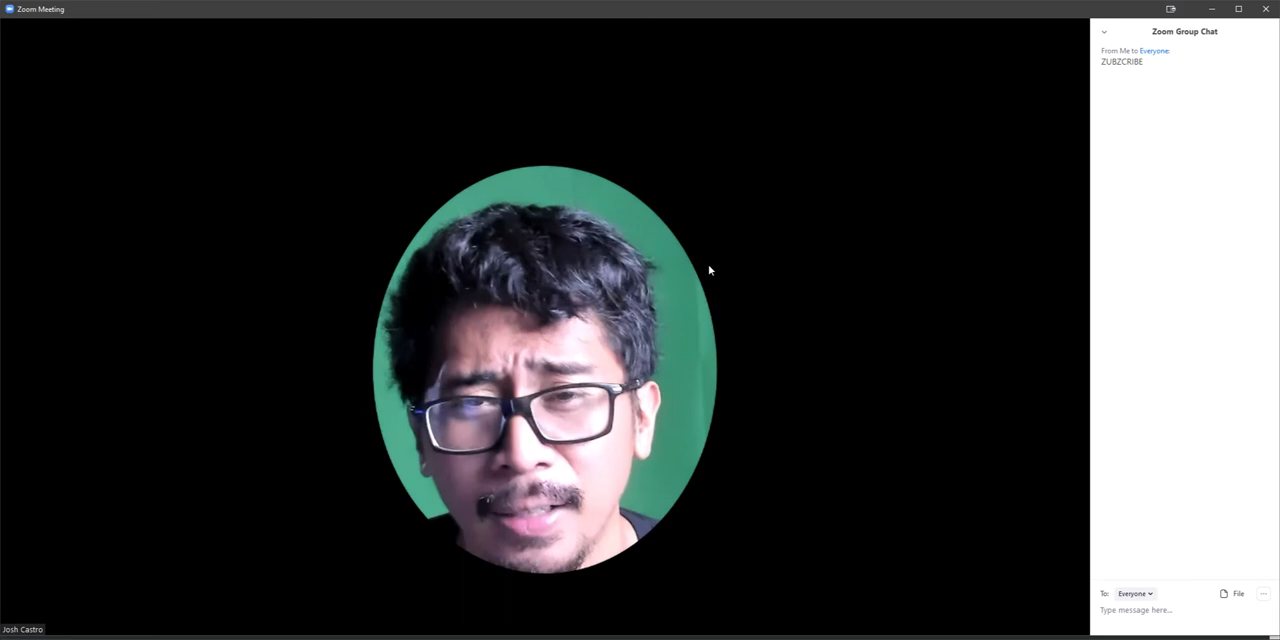 Zoom Meeting
Zoom Group Chat
From Me to Everyone:
ZUBZCRIBE
To: Everyone File
Type message here...
Josh Castro